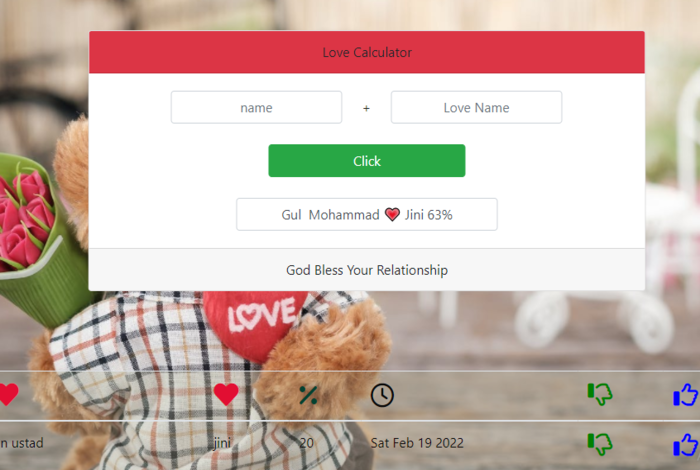 Love Calculator
name + Love Name
Click
Gul Mohammad ❤ Jini 63%
God Bless Your Relationship
LOVE
n ustad jini 20 Sat Feb 19 2022